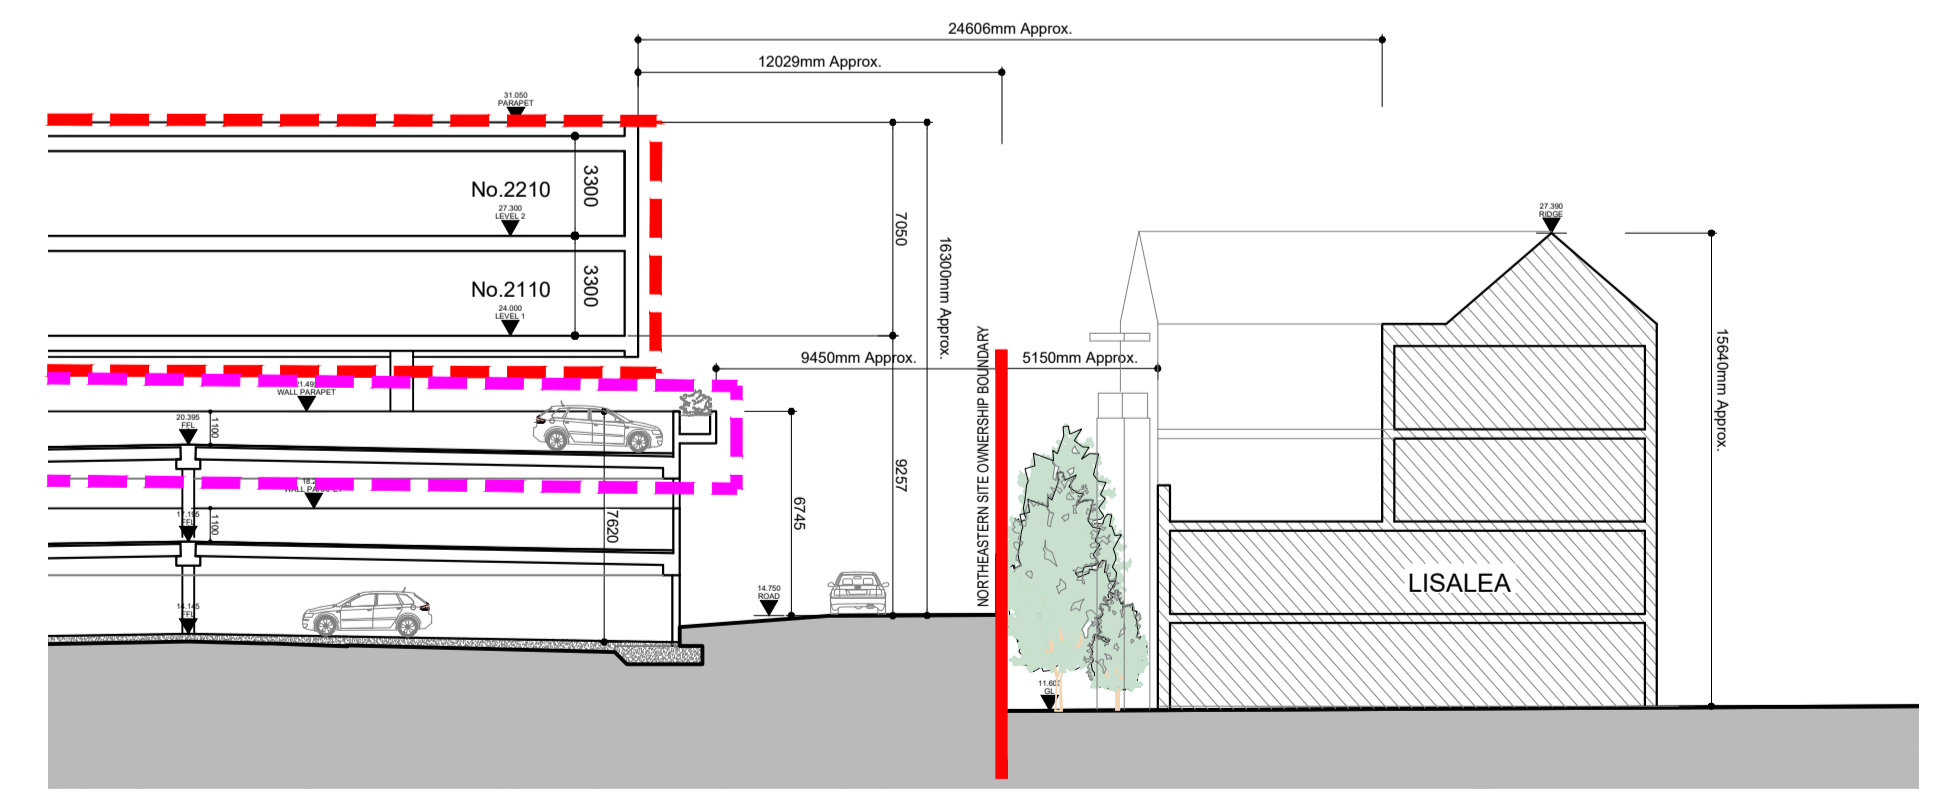 24606mm Approx.
12029mm Approx.
31.050
PARAPET
No.2210
3300
27.300
LEVEL 2
7050
16300mm Approx.
27.390
RIDGE
No.2110
3300
24.000
LEVEL 1
NORTHEASTERN SITE OWNERSHIP BOUNDARY
9450mm Approx.
5150mm Approx.
15640mm Approx.
WALL PARAPET
20.395
FFL
1100
9257
6745
7620
WALL PARAPET
17.195
FFL
1100
14.750
ROAD
LISALEA
14.145
FFL
GL